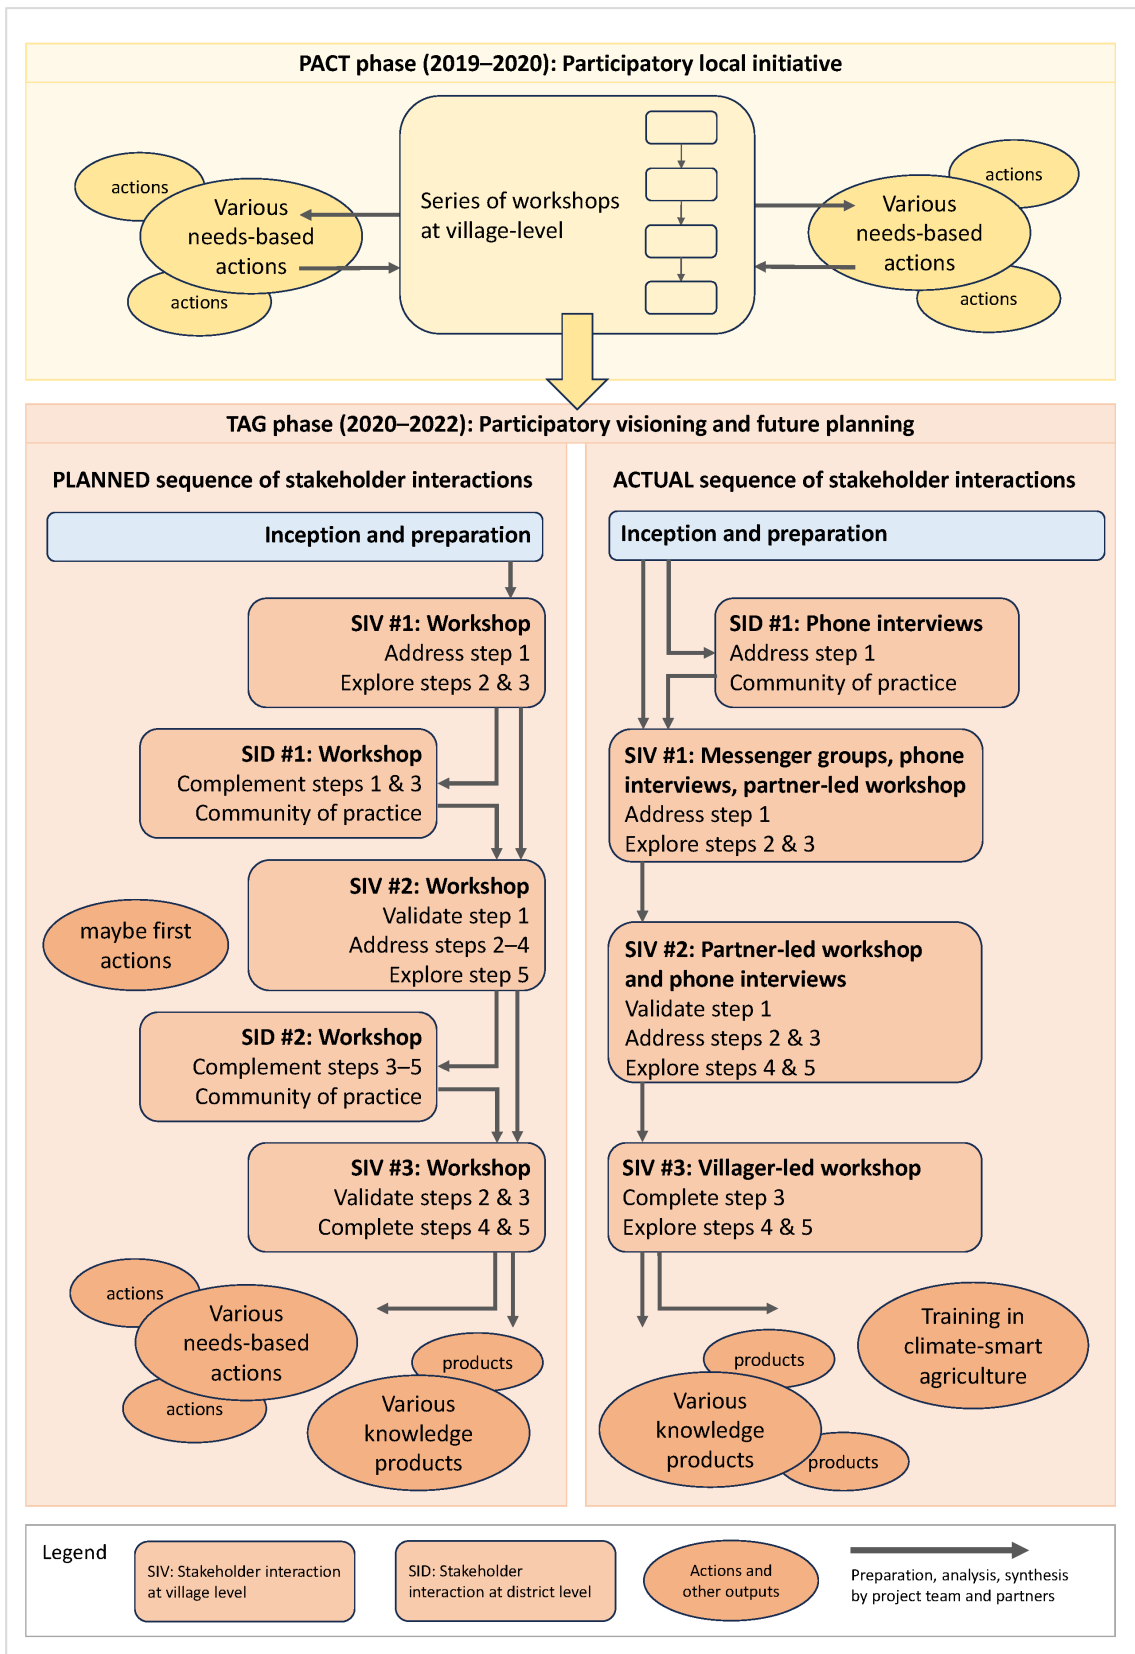 PACT phase (2019–2020): Participatory local initiative
actions
Various
needs-based
actions
actions
Series of workshops
at village-level
actions
Various
needs-based
actions
actions
TAG phase (2020–2022): Participatory visioning and future planning
PLANNED sequence of stakeholder interactions
Inception and preparation
SIV #1: Workshop
Address step 1
Explore steps 2 & 3
SID #1: Workshop
Complement steps 1 & 3
Community of practice
SIV #2: Workshop
Validate step 1
Address steps 2–4
Explore step 5
maybe first
actions
SID #2: Workshop
Complement steps 3–5
Community of practice
SIV #3: Workshop
Validate steps 2 & 3
Complete steps 4 & 5
actions
Various
needs-based
actions
actions
products
Various
knowledge
products
ACTUAL sequence of stakeholder interactions
Inception and preparation
SID #1: Phone interviews
Address step 1
Community of practice
SIV #1: Messenger groups, phone
interviews, partner-led workshop
Address step 1
Explore steps 2 & 3
SIV #2: Partner-led workshop
and phone interviews
Validate step 1
Address steps 2 & 3
Explore steps 4 & 5
SIV #3: Villager-led workshop
Complete step 3
Explore steps 4 & 5
Training in
climate-smart
agriculture
products
Various
knowledge
products
products
Legend
SIV: Stakeholder interaction
at village level
SID: Stakeholder
interaction at district level
Actions and
other outputs
Preparation, analysis, synthesis
by project team and partners